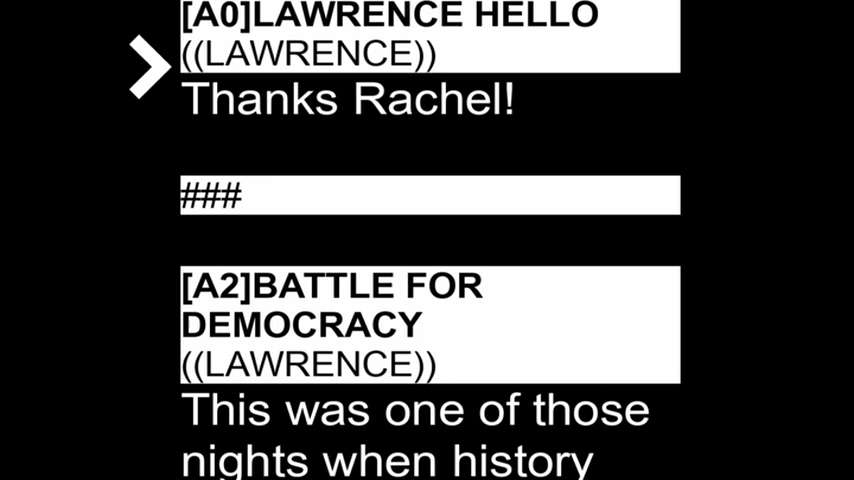 [A0]LAWRENCE HELLO
((LAWRENCE))
Thanks Rachel!
###
[A2]BATTLE FOR
DEMOCRACY
((LAWRENCE))
This was one of those
nights when history